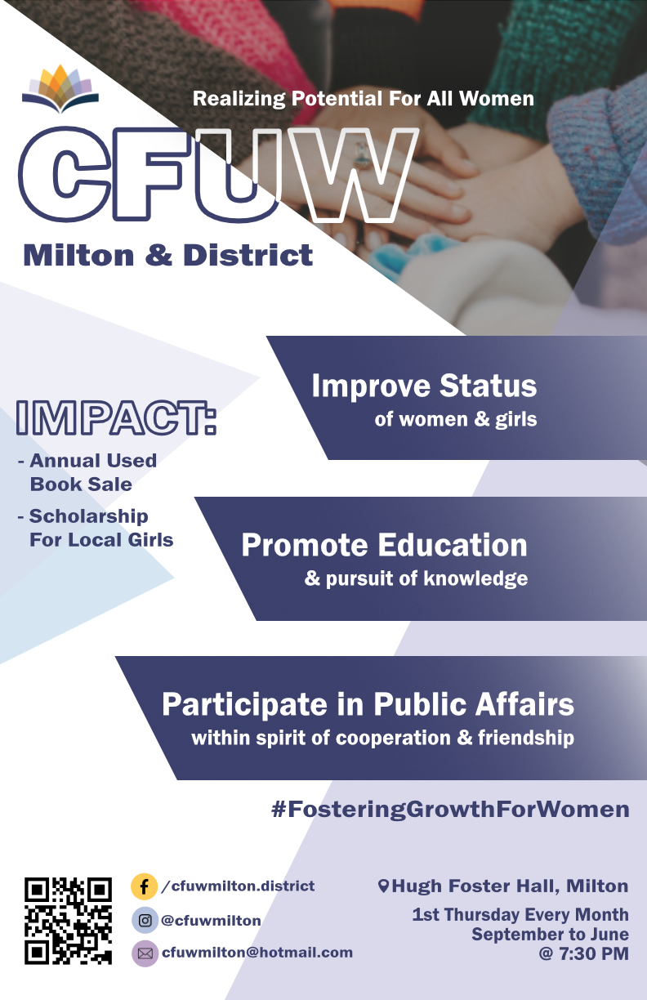 Realizing Potential For All Women
CFUW
Milton & District
Improve Status
of women & girls
IMPACT:
- Annual Used
Book Sale
- Scholarship
For Local Girls
Promote Education
& pursuit of knowledge
Participate in Public Affairs
within spirit of cooperation & friendship
#FosteringGrowthForWomen
/cfuwmilton.district
@cfuwmilton
cfuwmilton@hotmail.com
Hugh Foster Hall, Milton
1st Thursday Every Month
September to June
@ 7:30 PM